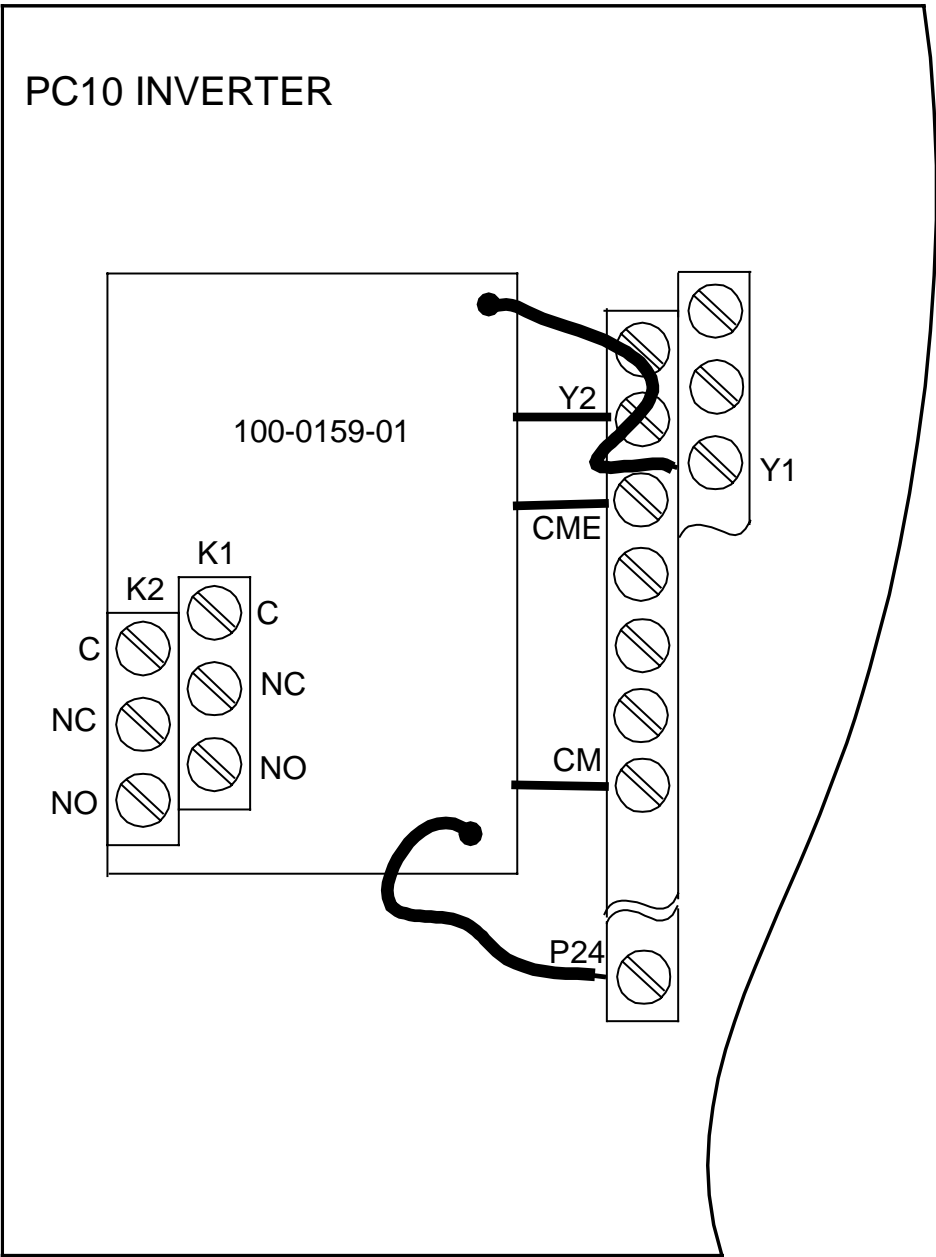 PC10 INVERTER
Y2
100-0159-01
Y1
CME
K1
K2
C
C
NC
NC
CM
NO
NO
P24